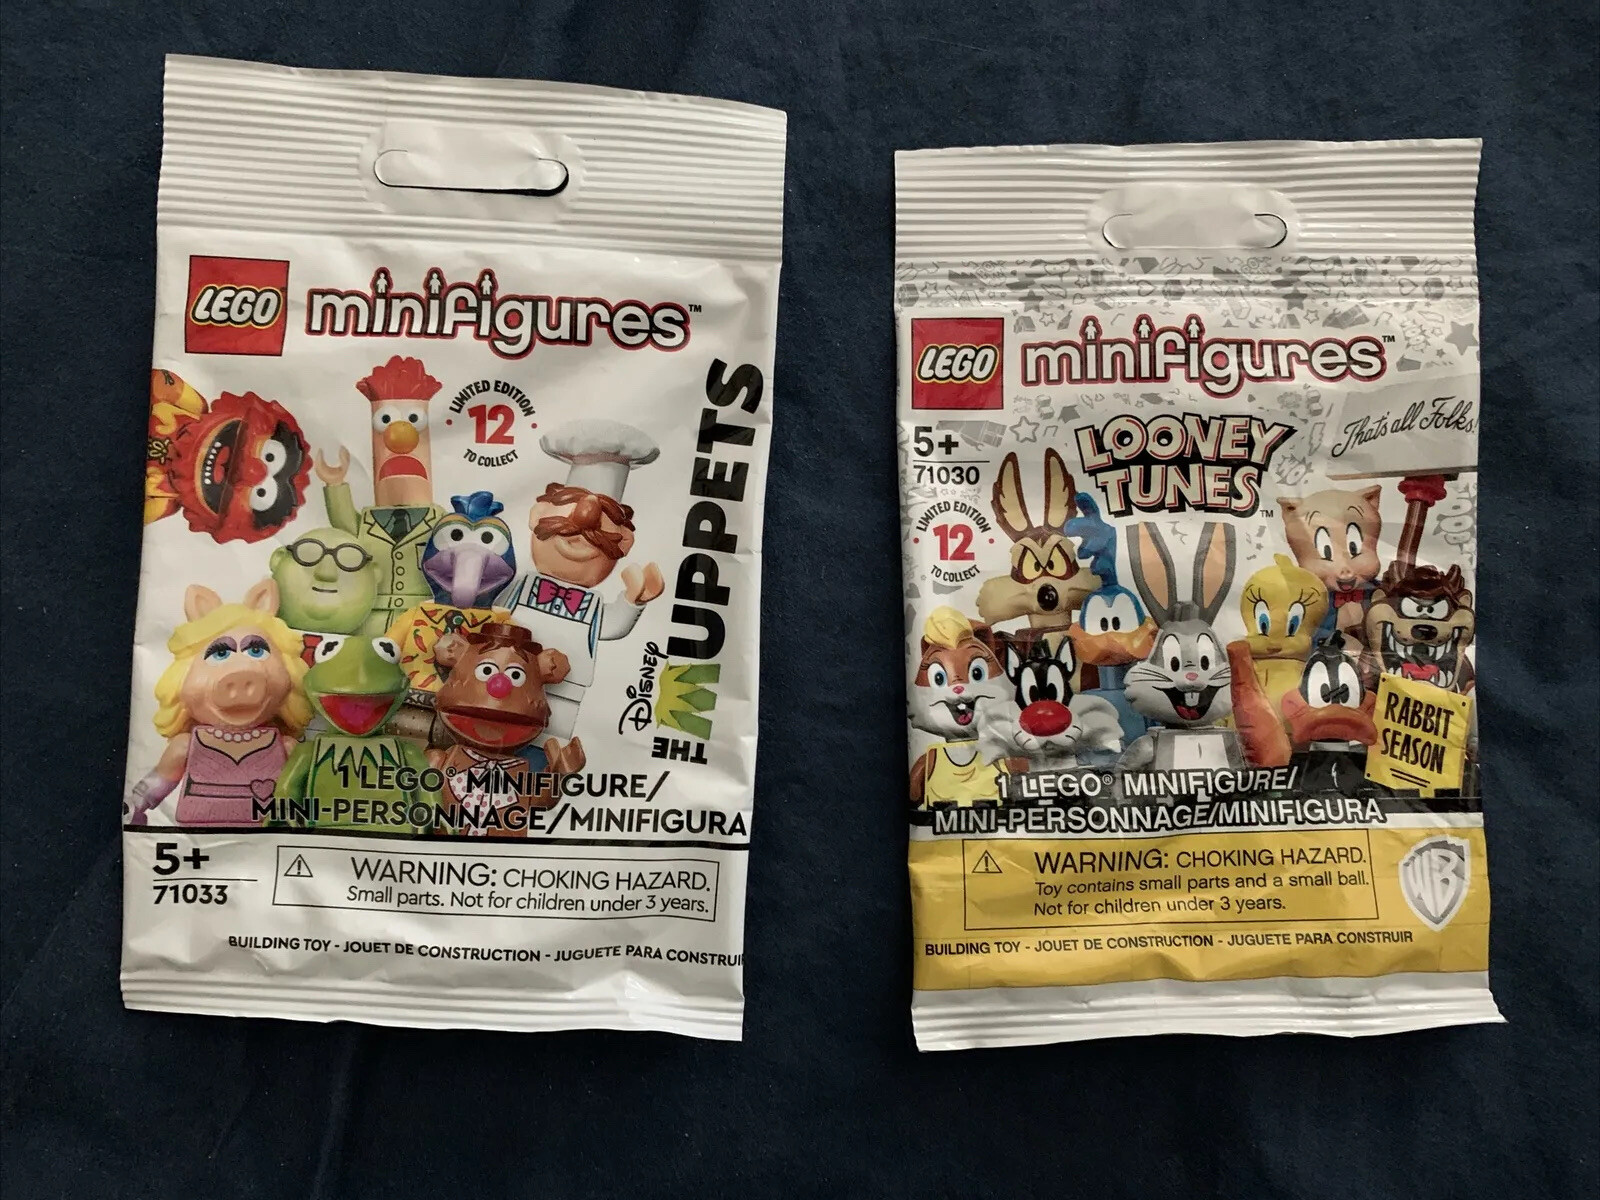 LEGO minifigures™
LIMITED EDITION
12
TO COLLECT
DISNEY
THE MUPPETS
1 LEGO® MINIFIGURE/
MINI-PERSONNAGE/MINIFIGURA
5+
71033
WARNING: CHOKING HAZARD.
Small parts. Not for children under 3 years.
BUILDING TOY - JOUET DE CONSTRUCTION - JUGUETE PARA CONSTRUI
LEGO minifigures™
5+
71030
LOONEY
TUNES™
That's all Folks!
LIMITED EDITION
12
TO COLLECT
RABBIT
SEASON
1 LEGO® MINIFIGURE/
MINI-PERSONNAGE/MINIFIGURA
WARNING: CHOKING HAZARD.
Toy contains small parts and a small ball.
Not for children under 3 years.
WB
BUILDING TOY - JOUET DE CONSTRUCTION - JUGUETE PARA CONSTRUIR